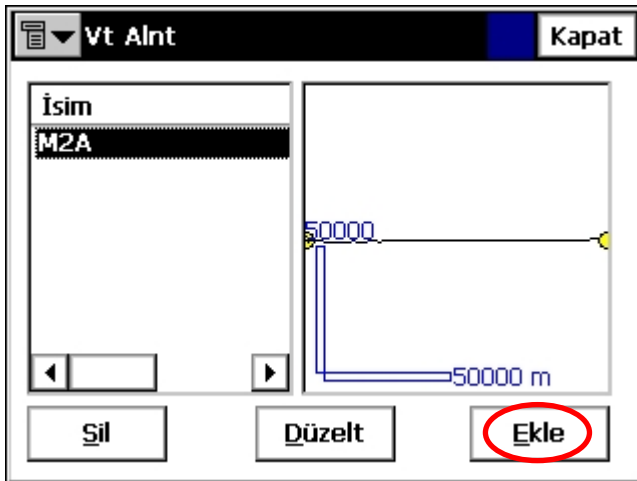 Vt Alnt
Kapat
İsim
M2A
50000
50000 m
Sil
Düzelt
Ekle